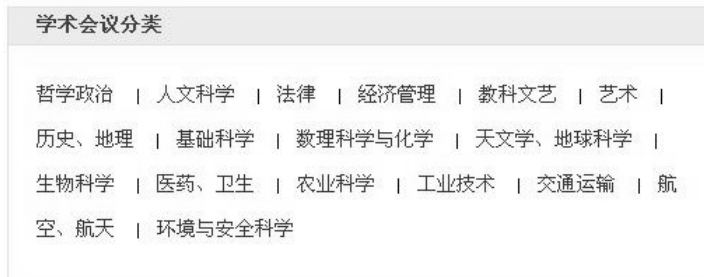 学术会议分类
哲学政治 | 人文科学 | 法律 | 经济管理 | 教科文艺 | 艺术 |
历史、地理 | 基础科学 | 数理科学与化学 | 天文学、地球科学 |
生物科学 | 医药、卫生 | 农业科学 | 工业技术 | 交通运输 | 航
空、航天 | 环境与安全科学